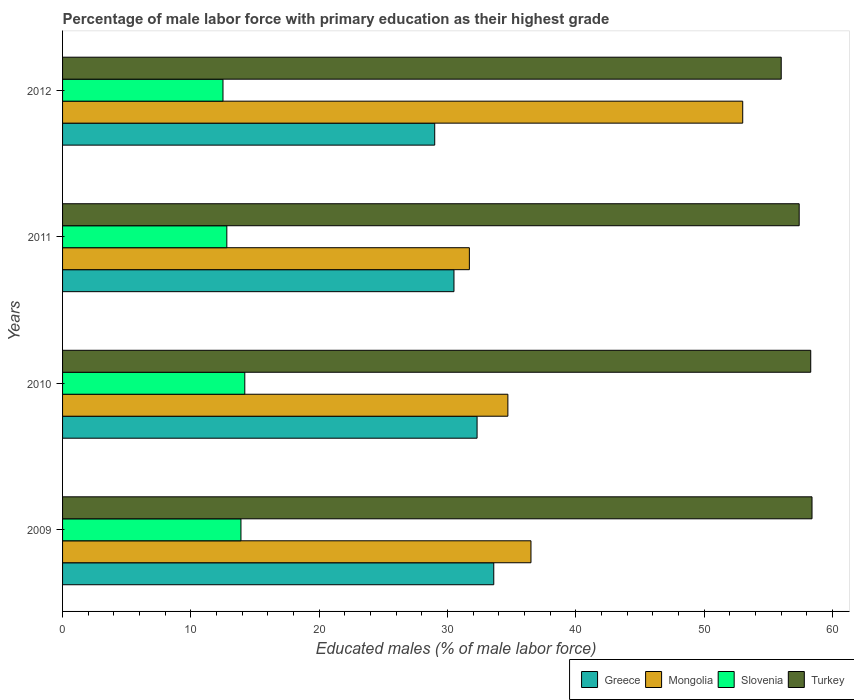 Percentage of male labor force with primary education as their highest grade
2012
2011
2010
2009
Years
0
10
20
30
40
50
60
Educated males (% of male labor force)
Greece
Mongolia
Slovenia
Turkey